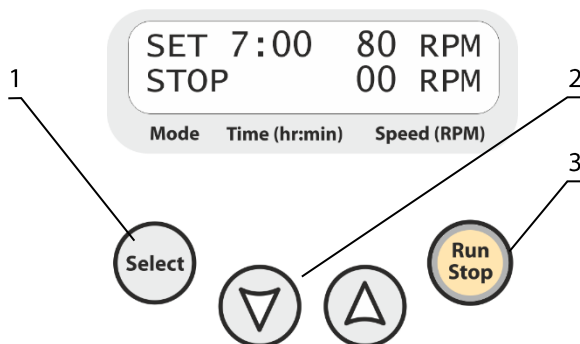 SET 7:00 80 RPM
STOP 00 RPM
Mode Time (hr:min) Speed (RPM)
1
2
3
Select
Run
Stop